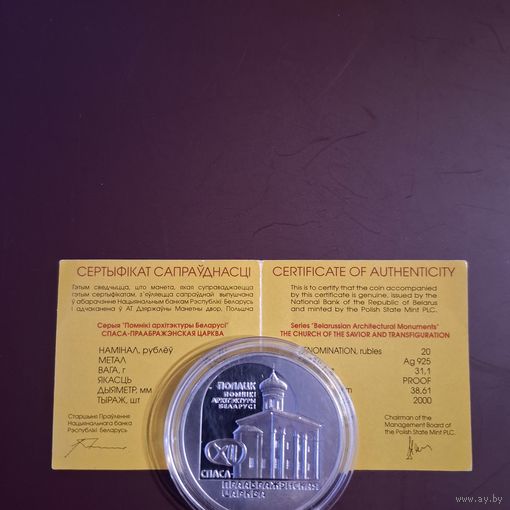 СЕРТЫФІКАТ САПРАЎДНАСЦІ
Гэтым сведчыцца, што манета, якая суправаджаецца
гэтым сертыфікатам, з'яўляецца сапраўднай, выпушчана
ў абарачэнне Нацыянальным банкам Рэспублікі Беларусь
і адчаканена ў АТ Дзяржаўны Манетны двор, Польшча
Серыя "Помнікі архітэктуры Беларусі"
СПАСА-ПРААБРАЖЭНСКАЯ ЦАРКВА
НАМІНАЛ, рублёў
МЕТАЛ
ВАГА, г
ЯКАСЦЬ
ДЫЯМЕТР, мм
ТЫРАЖ, шт
Старшыня Праўлення
Нацыянальнага банка
Рэспублікі Беларусь
CERTIFICATE OF AUTHENTICITY
This is to certify that the coin accompanied
by this certificate is genuine, issued by the
National Bank of the Republic of Belarus
and minted by the Polish State Mint PLC.
Series "Belarussian Architectural Monuments"
THE CHURCH OF THE SAVIOR AND TRANSFIGURATION
DENOMINATION, rubles 20
Ag 925
31,1
PROOF
38.61
2000
Chairman of the
Management Board of
the Polish State Mint PLC.
ПОЛАЦК
ПОМНІКІ
АРХІТЭКТУРЫ
БЕЛАРУСІ
XII
СПАСА-
ПРААБРАЖЭНСКАЯ
ЦАРКВА
www.ay.by